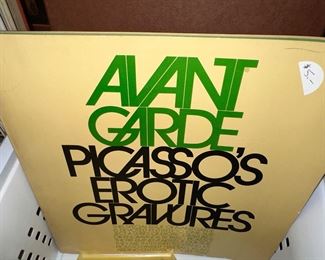 AVANT
GARDE
PICASSO'S
EROTIC
GRAVURES